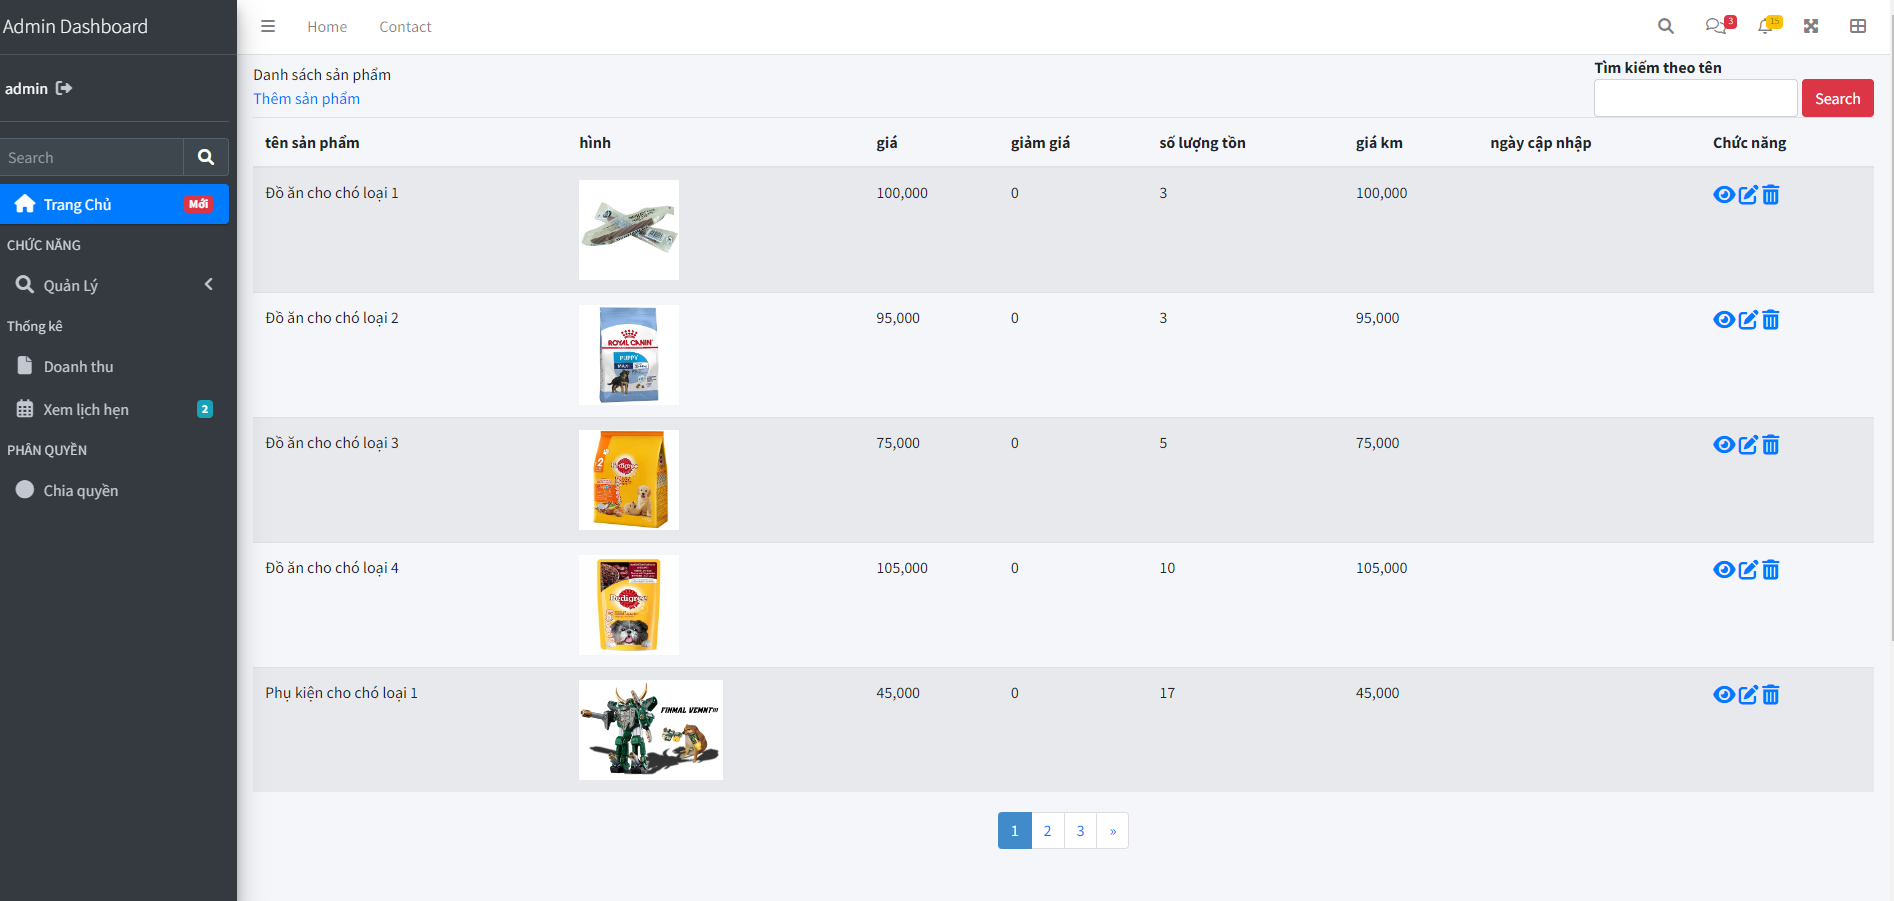 Admin Dashboard
admin
Search
Trang Chủ Mới
CHỨC NĂNG
Quản Lý
Thống kê
Doanh thu
Xem lịch hẹn 2
PHÂN QUYỀN
Chia quyền
Home Contact 3 15
Danh sách sản phẩm
Thêm sản phẩm
Tìm kiếm theo tên
Search
tên sản phẩm hình giá giảm giá số lượng tồn giá km ngày cập nhập Chức năng
Đồ ăn cho chó loại 1 100,000 0 3 100,000
Đồ ăn cho chó loại 2 95,000 0 3 95,000
ROYAL CANIN
PUPPY
MAXI
Đồ ăn cho chó loại 3 75,000 0 5 75,000
2
Pedigree
Đồ ăn cho chó loại 4 105,000 0 10 105,000
Pedigree
Phụ kiện cho chó loại 1 45,000 0 17 45,000
FIHMAL VEMNT!!!
1 2 3 »